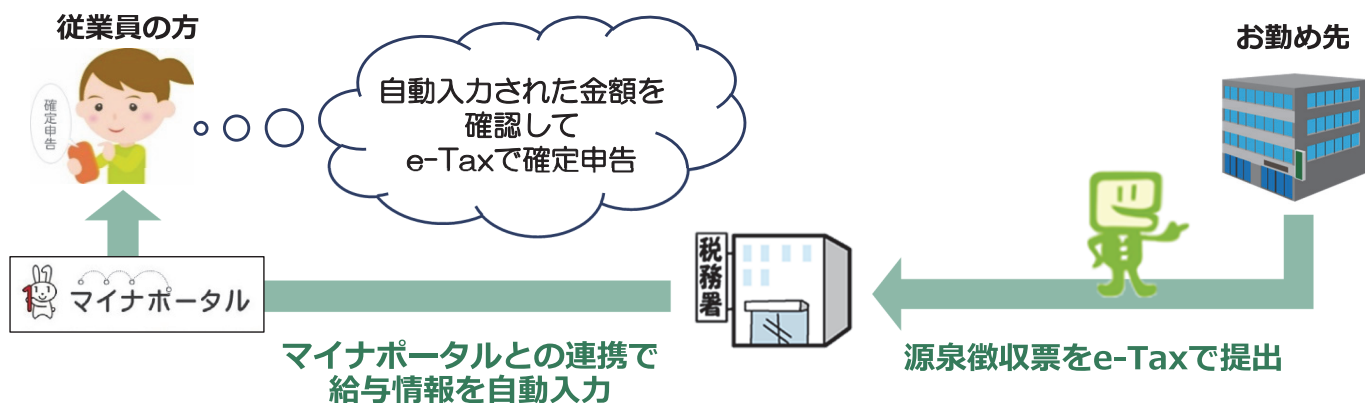 従業員の方
確定申告
自動入力された金額を
確認して
e-Taxで確定申告
お勤め先
税務署
マイナポータル
マイナポータルとの連携で
給与情報を自動入力
源泉徴収票をe-Taxで提出